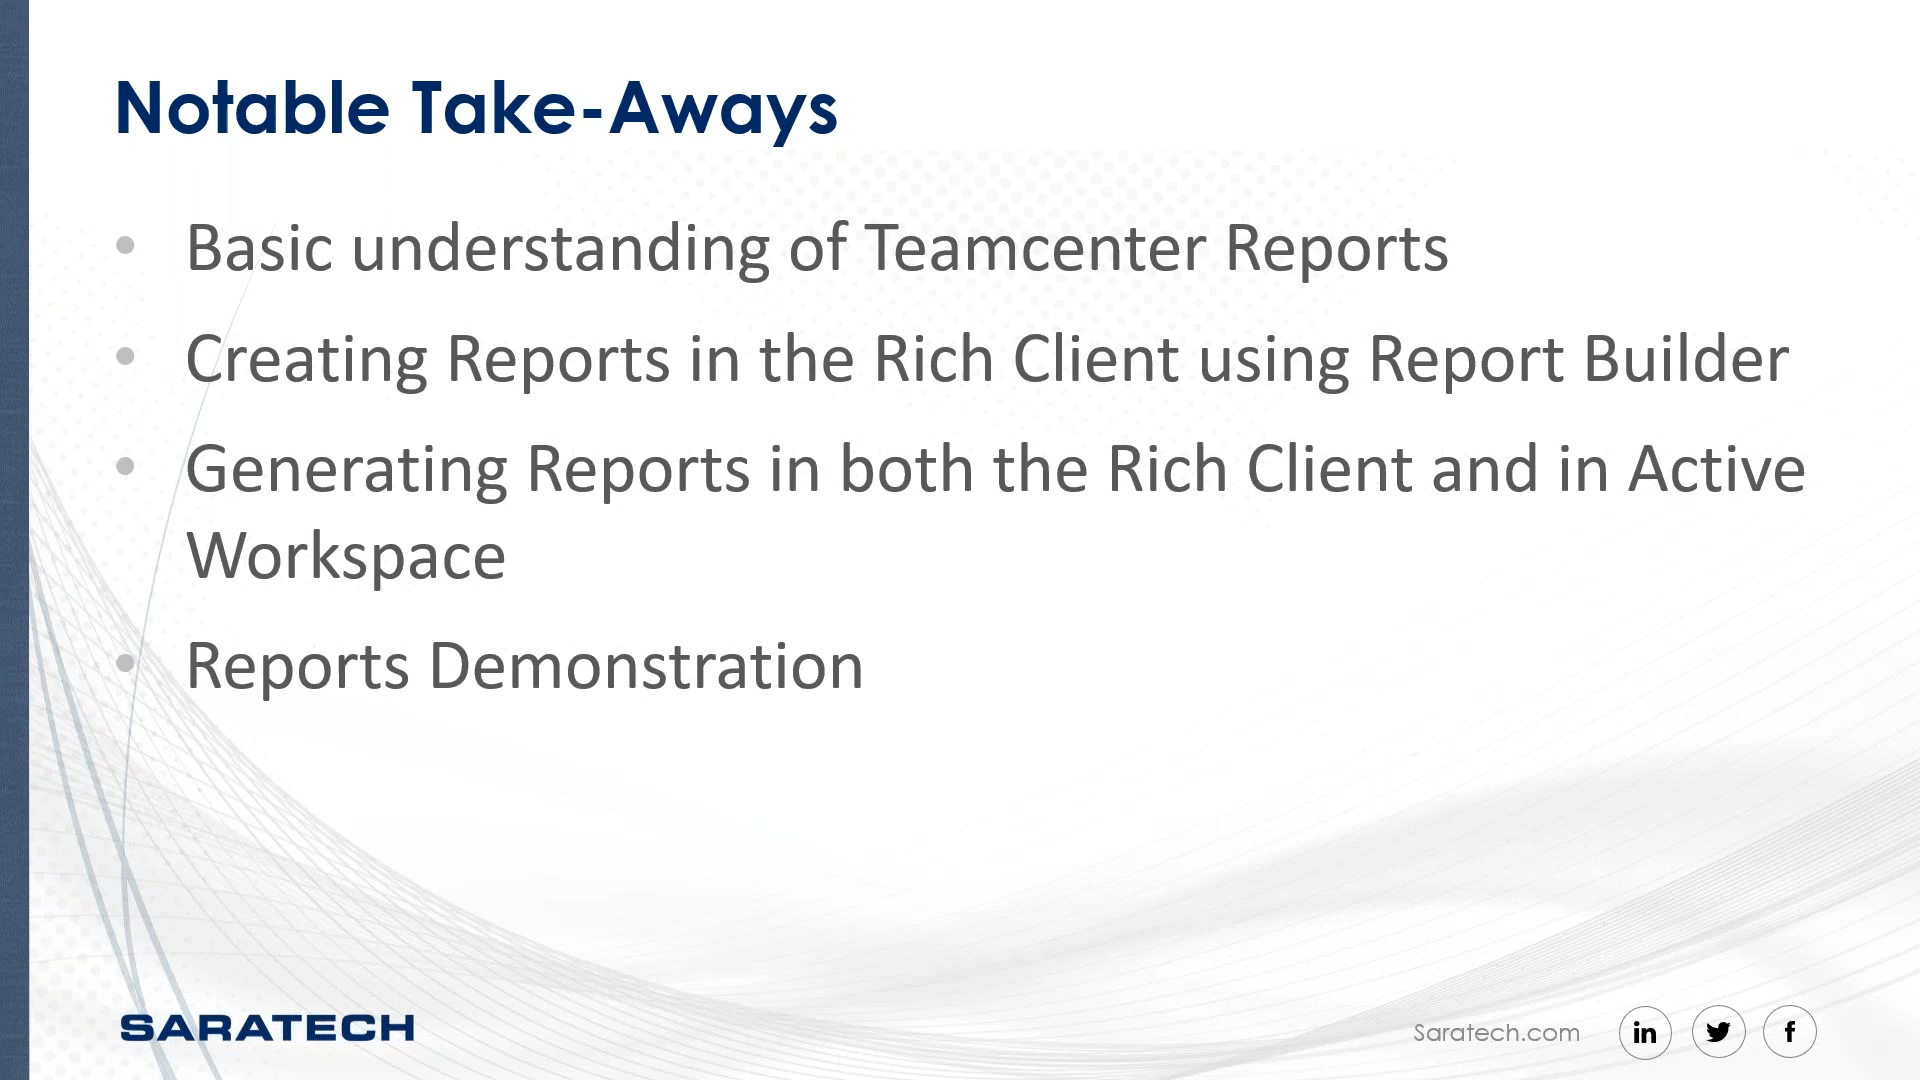 Notable Take-Aways
• Basic understanding of Teamcenter Reports
• Creating Reports in the Rich Client using Report Builder
• Generating Reports in both the Rich Client and in Active
Workspace
• Reports Demonstration
SARATECH
Saratech.com
in
f